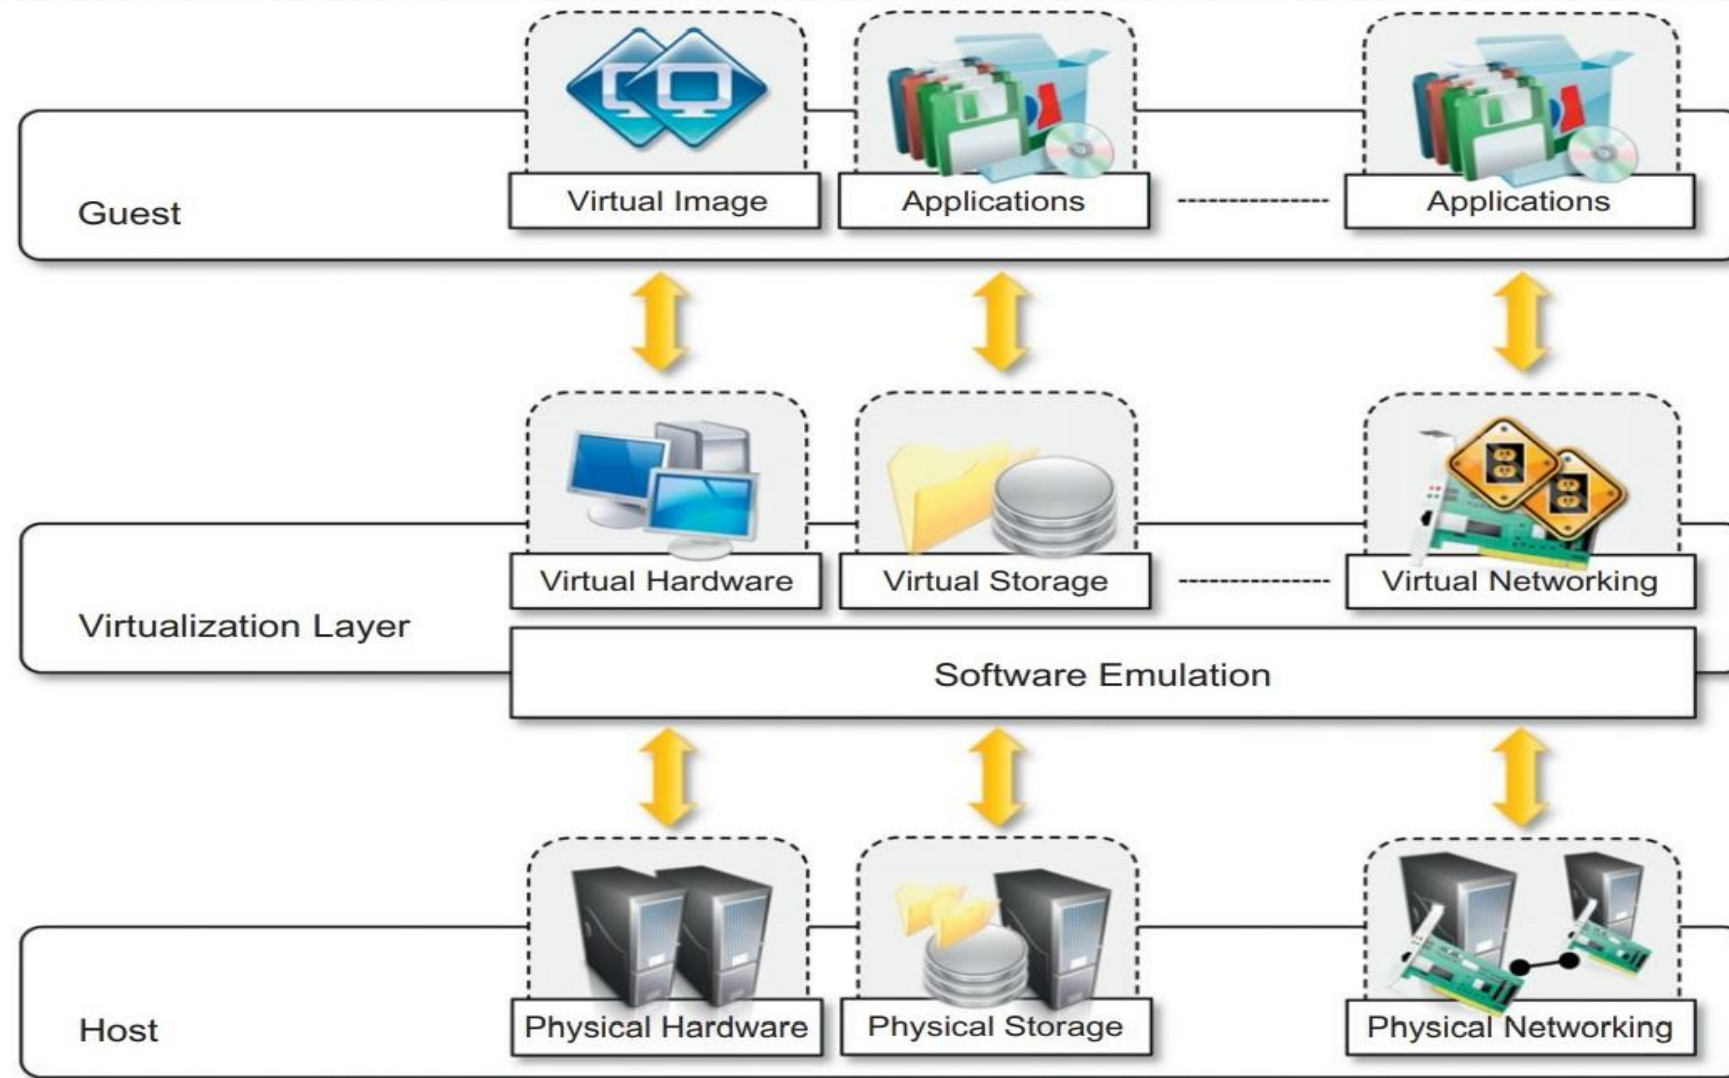 Virtual Image
Applications
Applications
Guest
Virtual Hardware
Virtual Storage
Virtual Networking
Virtualization Layer
Software Emulation
Physical Hardware
Physical Storage
Physical Networking
Host